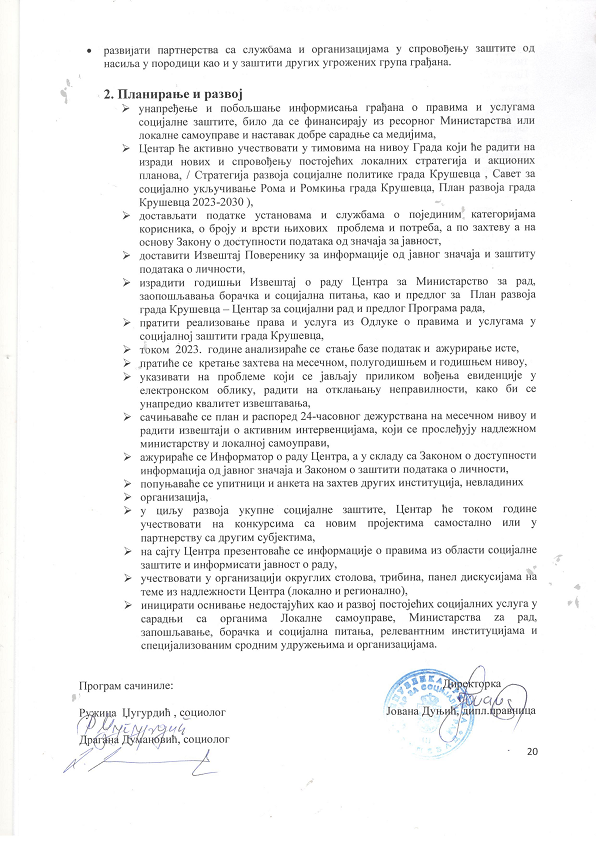 • развијати партнерства са службама и организацијама у спровођењу заштите од
насиља у породици као и у заштити других угрожених група грађана.
2. Планирање и развој
➢ унапређење и побољшање информисања грађана о правима и услугама
социјалне заштите, било да се финансирају из ресорног Министарства или
локалне самоуправе и наставак добре сарадње са медијима,
➢ Центар ће активно учествовати у тимовима на нивоу Града који ће радити на
изради нових и спровођењу постојећих локалних стратегија и акционих
планова, / Стратегија развоја социјалне политике града Крушевца , Савет за
социјално укључивање Рома и Ромкиња града Крушевца, План развоја града
Крушевца 2023-2030 ),
➢ достављати податке установама и службама о појединим категоријама
корисника, о броју и врсти њихових проблема и потреба, а по захтеву а на
основу Закону о доступности података од значаја за јавност,
➢ доставити Извештај Поверенику за информације од јавног значаја и заштиту
података о личности,
➢ израдити годишњи Извештај о раду Центра за Министарство за рад,
заопошљавања борачка и социјална питања, као и предлог за План развоја
града Крушевца – Центар за социјални рад и предлог Програма рада,
➢ пратити реализовање права и услуга из Одлуке о правима и услугама у
социјалној заштити града Крушевца,
➢ током 2023. године анализираће се стање базе податак и ажурирање исте,
➢ пратиће се кретање захтева на месечном, полугодишњем и годишњем нивоу,
➢ указивати на проблеме који се јављају приликом вођења евиденције у
електронском облику, радити на отклањању неправилности, како би се
унапредио квалитет извештавања,
➢ сачињаваће се план и распоред 24-часовног дежурствана на месечном нивоу и
радити извештаји о активним интервенцијама, који се прослеђују надлежном
министарству и локалној самоуправи,
➢ ажурираће се Информатор о раду Центра, а у складу са Законом о доступности
информација од јавног значаја и Законом о заштити података о личности,
➢ попуњаваће се упитници и анкета на захтев других институција, невладиних
➢ организација,
➢ у циљу развоја укупне социјалне заштите, Центар ће током године
учествовати на конкурсима са новим пројектима самостално или у
партнерству са другим субјектима,
➢ на сајту Центра презентоваће се информације о правима из области социјалне
заштите и информисати јавност о раду,
➢ учествовати у организацији округлих столова, трибина, панел дискусијама на
теме из надлежности Центра (локално и регионално),
➢ иницирати оснивање недостајућих као и развој постојећих социјалних услуга у
сарадњи са органима Локалне самоуправе, Министарства za рад,
запошљавање, борачка и социјална питања, релевантним институцијама и
специјализованим сродним удружењима и организацијама.
Програм сачиниле: Директорка
Ружица Џугурдић , социолог Јована Дуњић, дипл.правница
Драгана Думановић, социолог
20